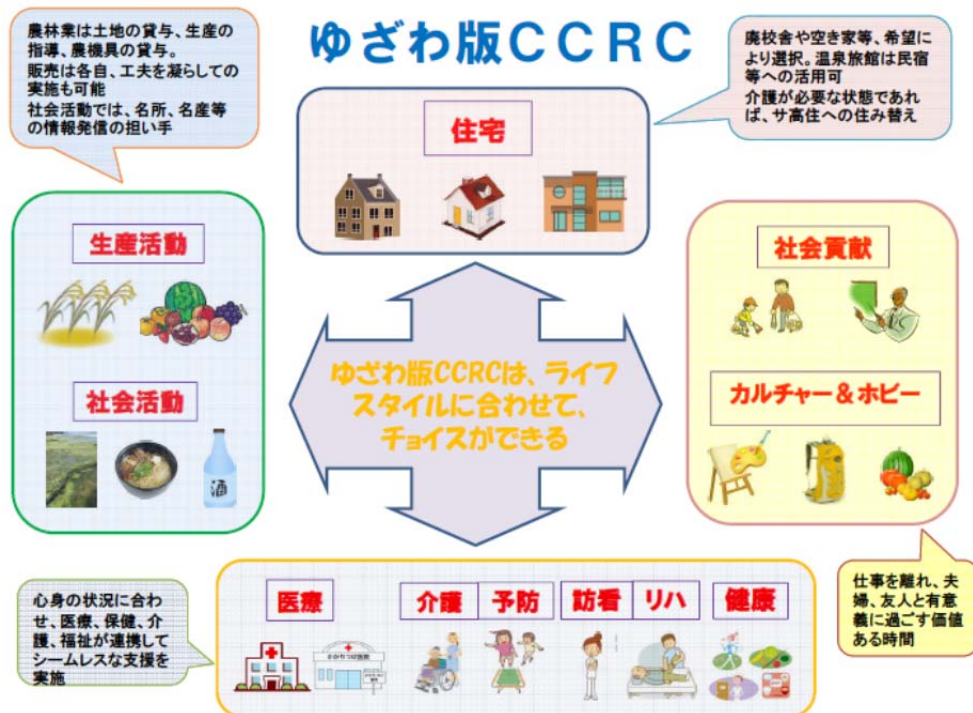 ゆざわ版CCRC
農林業は土地の貸与、生産の
指導、農機具の貸与。
販売は各自、工夫を凝らしての
実施も可能
社会活動では、名所、名産等
の情報発信の担い手
廃校舎や空き家等、希望に
より選択。温泉旅館は民宿
等への活用可
介護が必要な状態であれ
ば、サ高住への住み替え
住宅
生産活動
社会活動
酒
社会貢献
カルチャー＆ホビー
ゆざわ版CCRCは、ライフ
スタイルに合わせて、
チョイスができる
心身の状況に合わ
せ、医療、保健、介
護、福祉が連携して
シームレスな支援を
実施
医療
介護
予防
訪看
リハ
健康
仕事を離れ、夫
婦、友人と有意
義に過ごす価値
ある時間